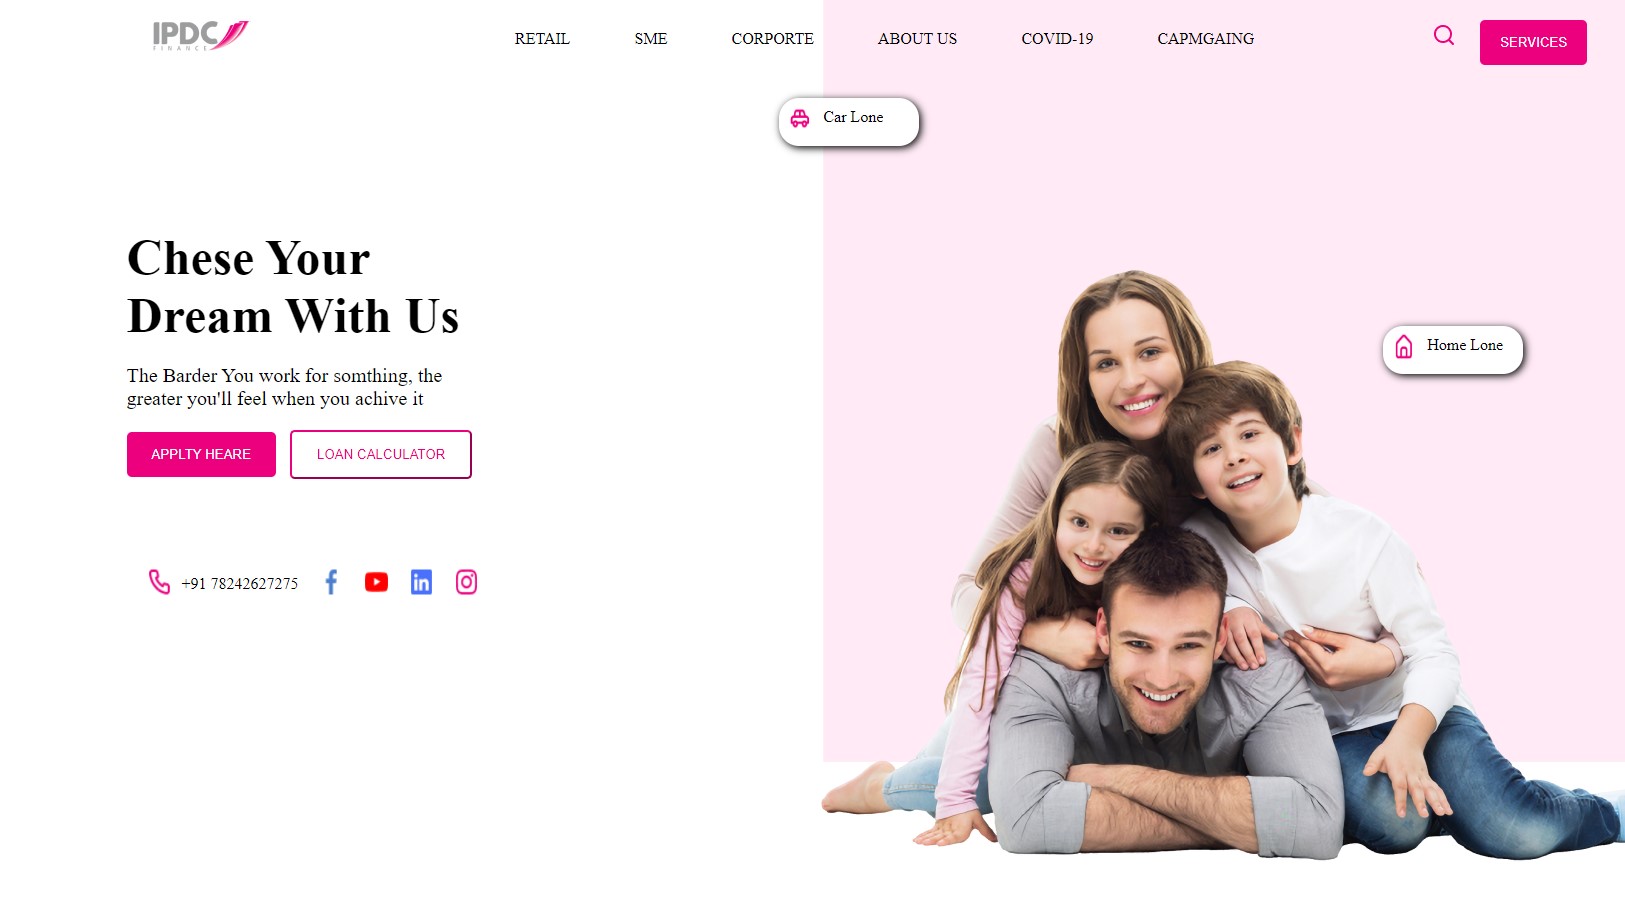 IPDC
FINANCE
RETAIL
SME
CORPORTE
ABOUT US
COVID-19
CAPMGAING
SERVICES
Car Lone
Chese Your
Dream With Us
Home Lone
The Barder You work for somthing, the
greater you'll feel when you achive it
APPLTY HEARE
LOAN CALCULATOR
+91 78242627275